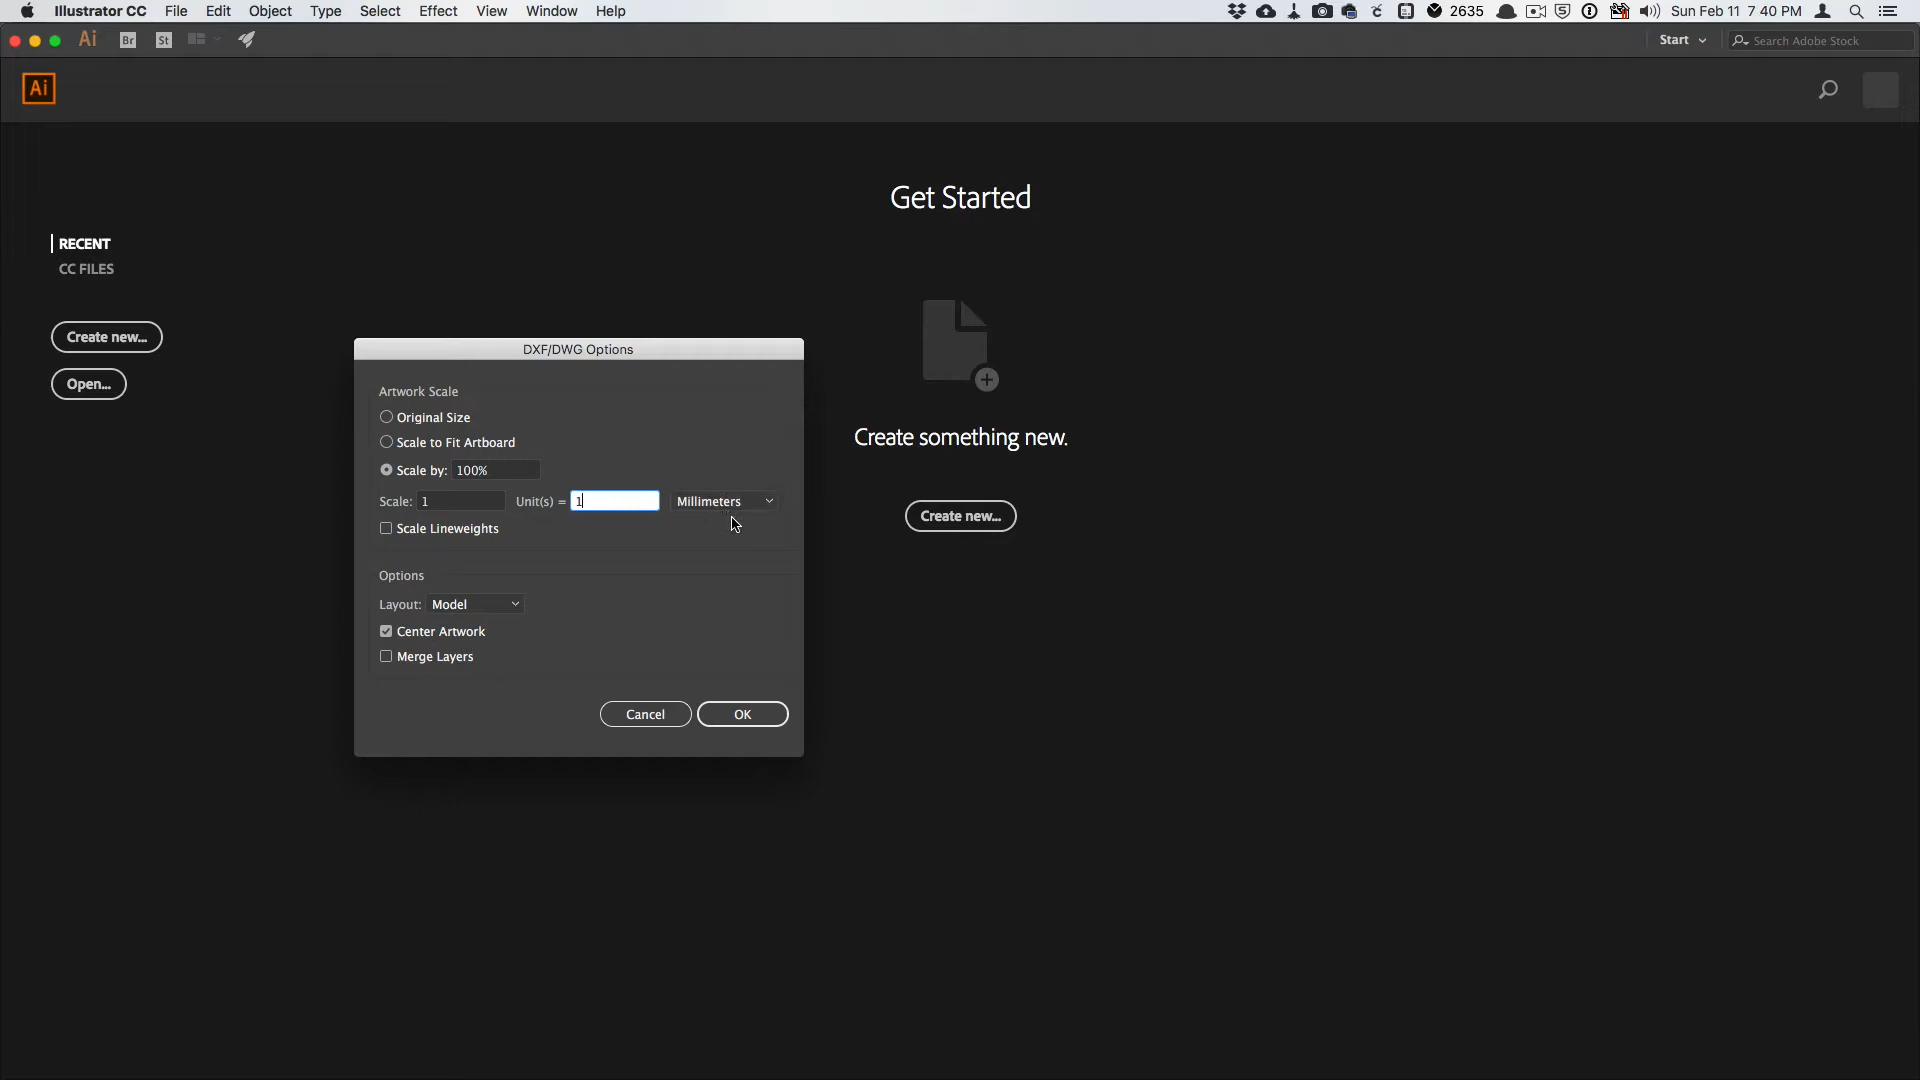 Illustrator CC File Edit Object Type Select Effect View Window Help 2635 Sun Feb 11 7:40 PM
Ai Br St Start Search Adobe Stock
Ai
Get Started
RECENT
CC FILES
Create new...
Open...
Create something new.
Create new...
DXF/DWG Options
Artwork Scale
Original Size
Scale to Fit Artboard
Scale by: 100%
Scale: 1 Unit(s) = 1 Millimeters
Scale Lineweights
Options
Layout: Model
Center Artwork
Merge Layers
Cancel OK